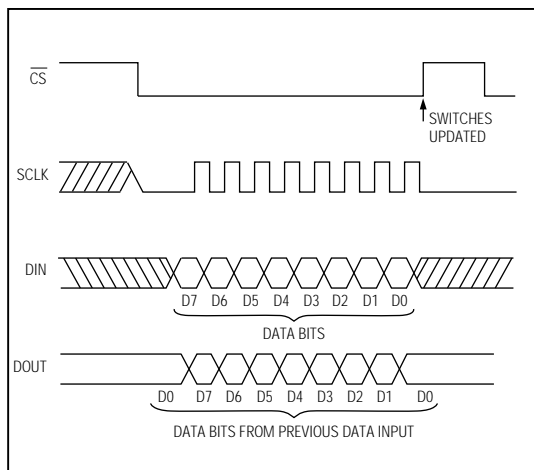 CS
SWITCHES
UPDATED
SCLK
DIN
D7 D6 D5 D4 D3 D2 D1 D0
DATA BITS
DOUT
D0 D7 D6 D5 D4 D3 D2 D1 D0
DATA BITS FROM PREVIOUS DATA INPUT